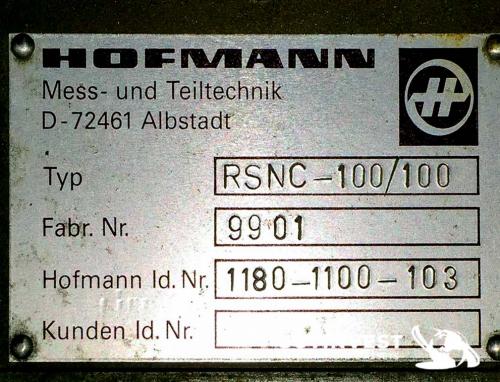 HOFMANN
Mess- und Teiltechnik
D-72461 Albstadt
Typ RSNC-100/100
Fabr. Nr. 9901
Hofmann Id. Nr. 1180-1100-103
Kunden Id. Nr.